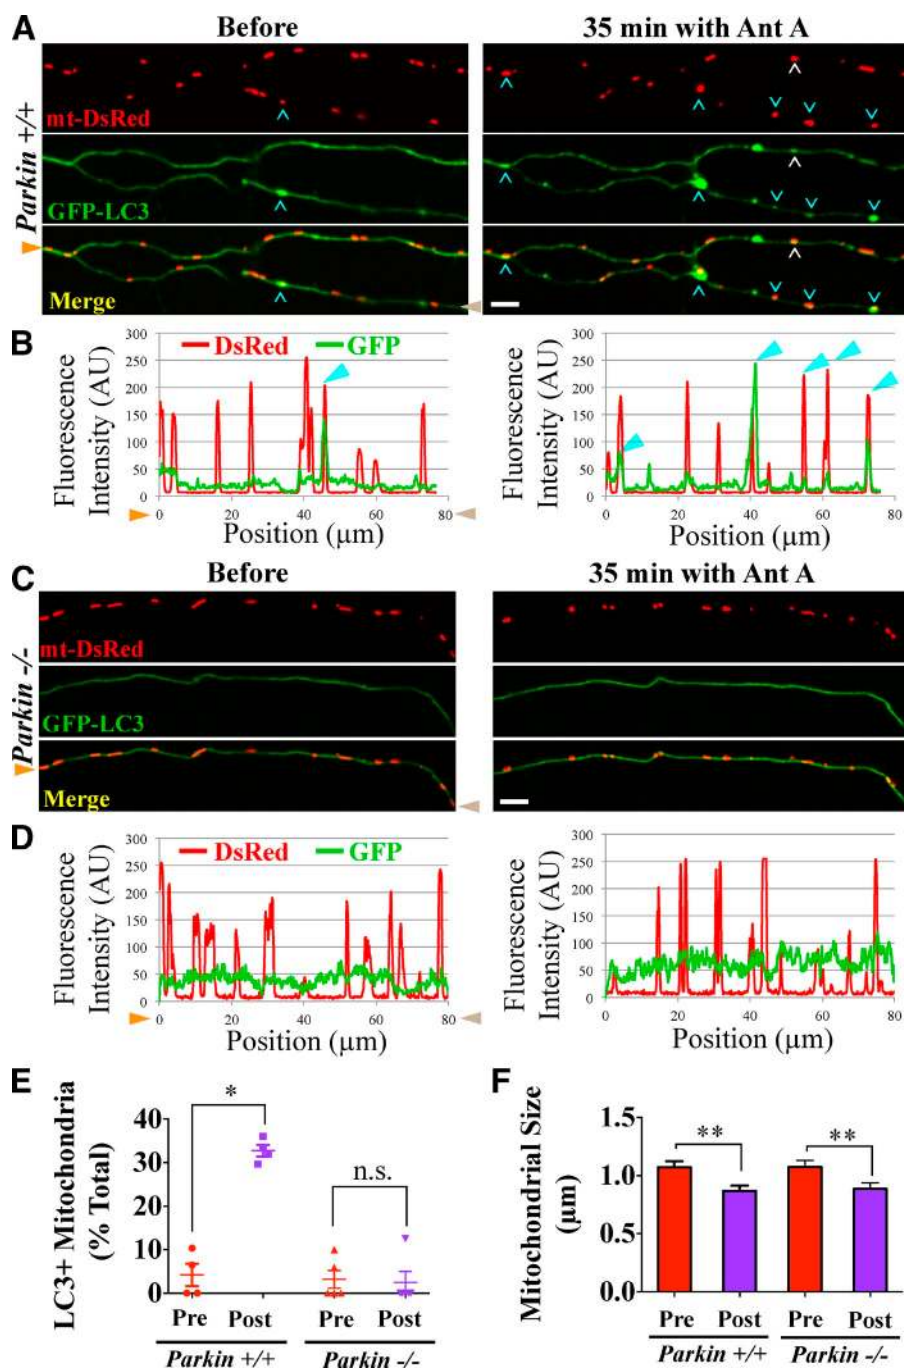 A
Before
35 min with Ant A
Parkin +/+
mt-DsRed
GFP-LC3
Merge
B
Fluorescence Intensity (AU)
300
250
200
150
100
50
0
DsRed
GFP
0 20 40 60 80
Position (μm)
Fluorescence Intensity (AU)
300
250
200
150
100
50
0
0 20 40 60 80
Position (μm)
C
Before
35 min with Ant A
Parkin -/-
mt-DsRed
GFP-LC3
Merge
D
Fluorescence Intensity (AU)
300
250
200
150
100
50
0
DsRed
GFP
0 20 40 60 80
Position (μm)
Fluorescence Intensity (AU)
300
250
200
150
100
50
0
0 20 40 60 80
Position (μm)
E
LC3+ Mitochondria
(% Total)
40
30
20
10
0
*
n.s.
Pre Post Pre Post
Parkin +/+ Parkin -/-
F
Mitochondrial Size
(μm)
1.5
1.0
0.5
0.0
**
**
Pre Post Pre Post
Parkin +/+ Parkin -/-